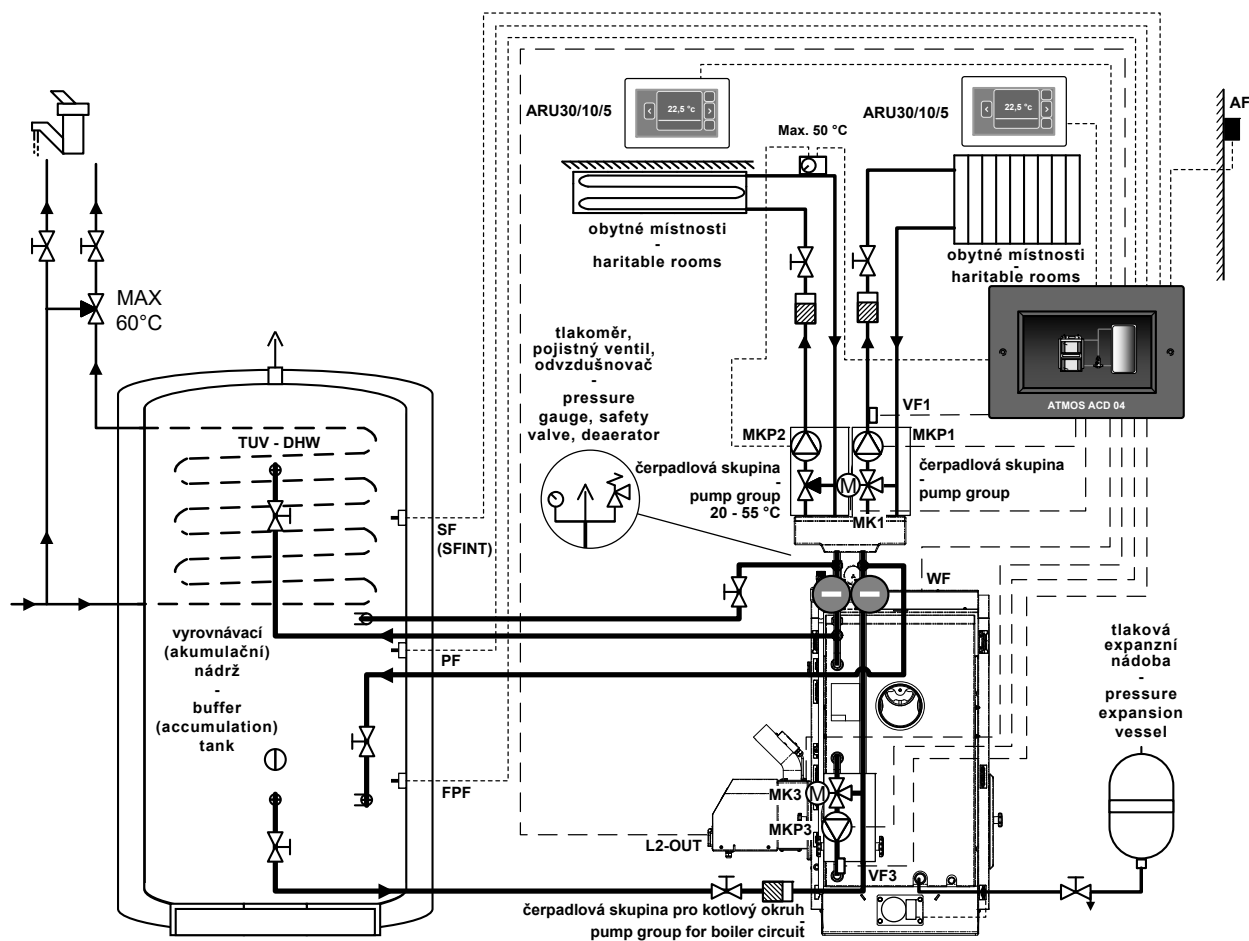 ARU30/10/5
22,5 °c
ARU30/10/5
22,5 °c
AF
Max. 50 °C
obytné místnosti
-
haritable rooms
obytné místnosti
-
haritable rooms
MAX
60°C
tlakoměr,
pojistný ventil,
odvzdušnovač
-
pressure
gauge, safety
valve, deaerator
ATMOS ACD 04
VF1
MKP2
MKP1
TUV - DHW
čerpadlová skupina
-
pump group
20 - 55 °C
M
čerpadlová skupina
-
pump group
MK1
SF
(SFINT)
WF
vyrovnávací
(akumulační)
nádrž
-
buffer
(accumulation)
tank
PF
tlaková
expanzní
nádoba
-
pressure
expansion
vessel
FPF
MK3
M
MKP3
L2-OUT
VF3
čerpadlová skupina pro kotlový okruh
-
pump group for boiler circuit